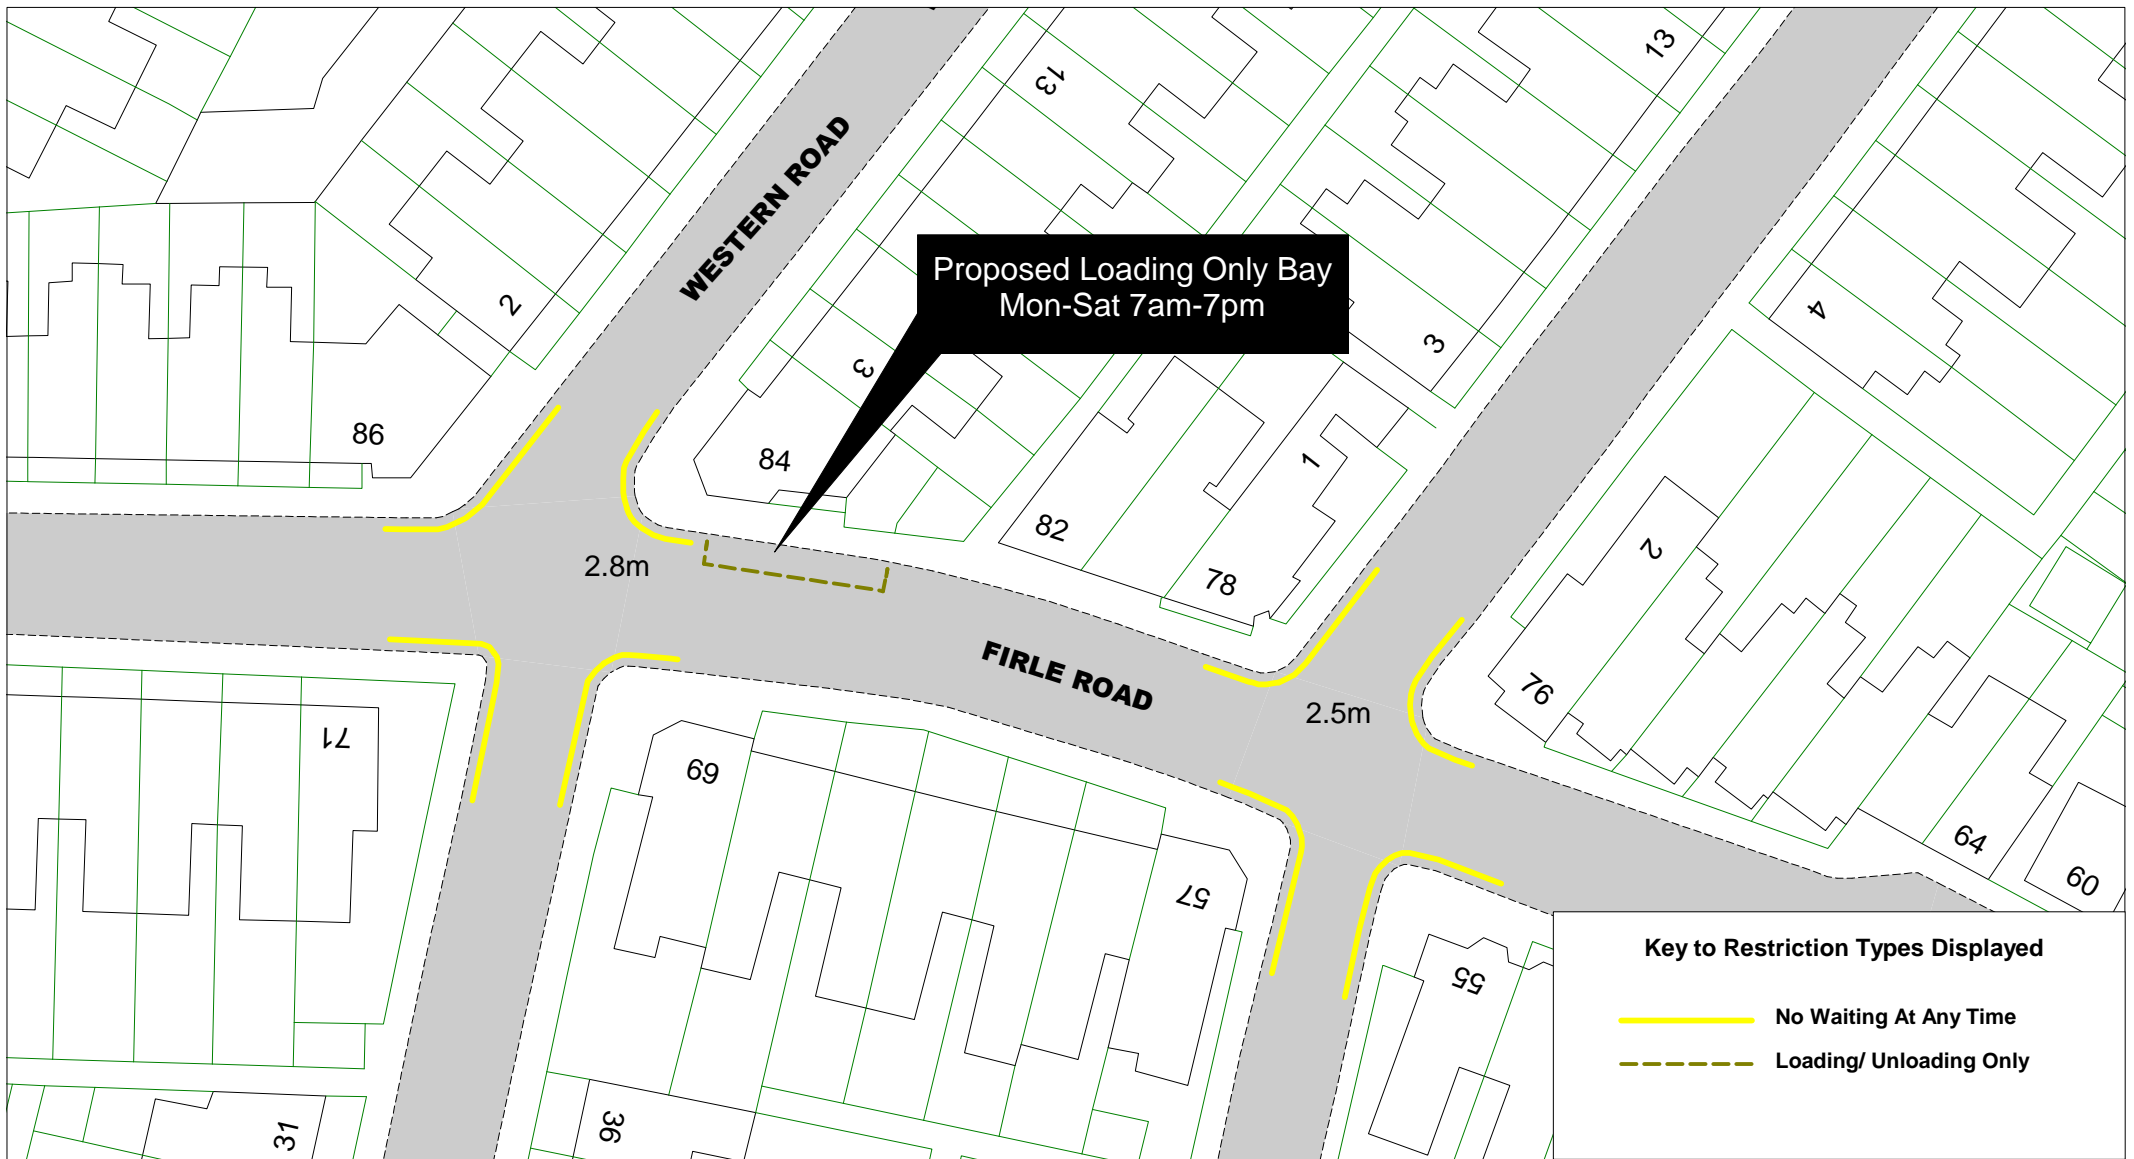 13
13
WESTERN ROAD
Proposed Loading Only Bay
Mon-Sat 7am-7pm
2
3
3
4
86
84
1
82
2
2.8m
78
FIRLE ROAD
76
2.5m
71
69
64
60
57
55
Key to Restriction Types Displayed
No Waiting At Any Time
Loading/ Unloading Only
31
36